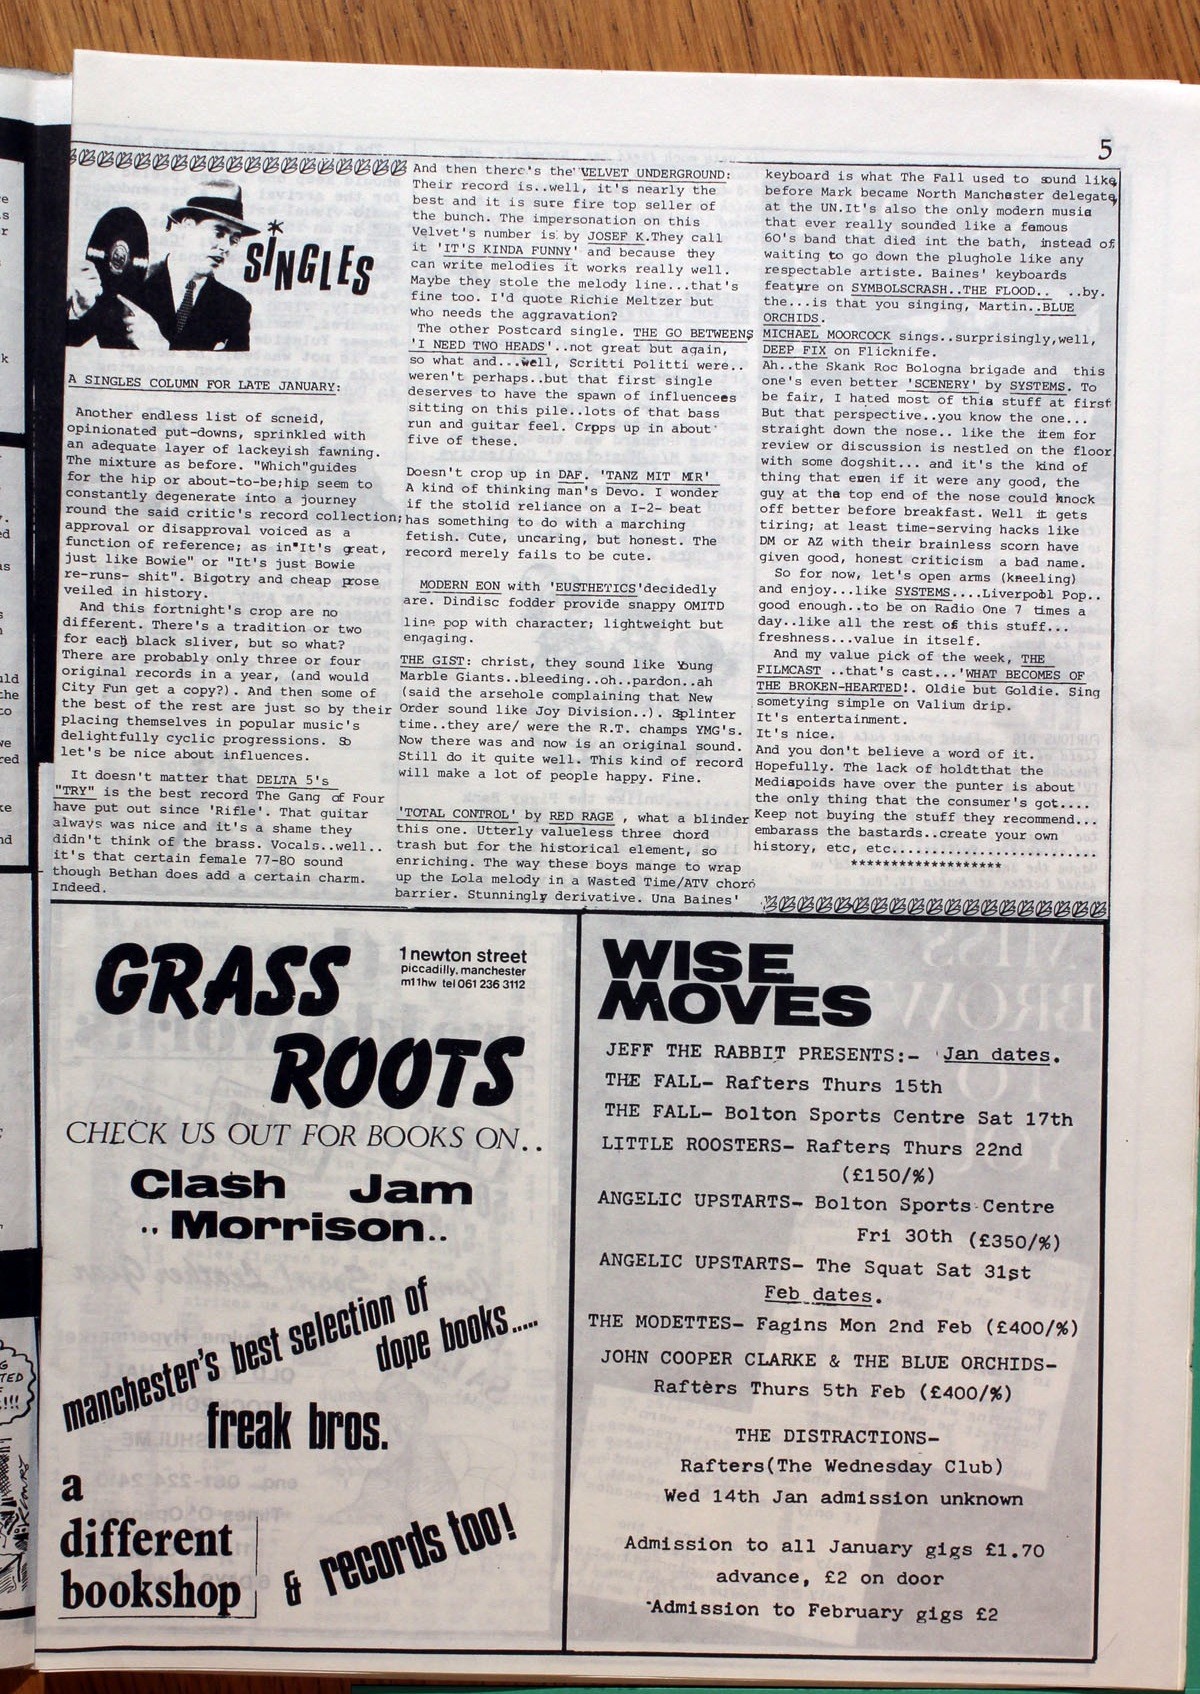 5
SINGLES
A SINGLES COLUMN FOR LATE JANUARY:
Another endless list of scneid,
opinionated put-downs, sprinkled with
an adequate layer of lackeyish fawning.
The mixture as before. "Which"guides
for the hip or about-to-be;hip seem to
constantly degenerate into a journey
round the said critic's record collection;
approval or disapproval voiced as a
function of reference; as in"It's great,
just like Bowie" or "It's just Bowie
re-runs- shit". Bigotry and cheap prose
veiled in history.
And this fortnight's crop are no
different. There's a tradition or two
for each black sliver, but so what?
There are probably only three or four
original records in a year, (and would
City Fun get a copy?). And then some of
the best of the rest are just so by their
placing themselves in popular music's
delightfully cyclic progressions. So
let's be nice about influences.
It doesn't matter that DELTA 5's
"TRY" is the best record The Gang of Four
have put out since 'Rifle'. That guitar
always was nice and it's a shame they
didn't think of the brass. Vocals..well..
it's that certain female 77-80 sound
though Bethan does add a certain charm.
Indeed.
And then there's the VELVET UNDERGROUND:
Their record is..well, it's nearly the
best and it is sure fire top seller of
the bunch. The impersonation on this
Velvet's number is by JOSEF K.They call
it 'IT'S KINDA FUNNY' and because they
can write melodies it works really well.
Maybe they stole the melody line...that's
fine too. I'd quote Richie Meltzer but
who needs the aggravation?
The other Postcard single. THE GO BETWEENS
'I NEED TWO HEADS'..not great but again,
so what and...well, Scritti Politti were..
weren't perhaps..but that first single
deserves to have the spawn of influencees
sitting on this pile..lots of that bass
run and guitar feel. Crpps up in about
five of these.
Doesn't crop up in DAF. 'TANZ MIT MIR'
A kind of thinking man's Devo. I wonder
if the stolid reliance on a I-2- beat
has something to do with a marching
fetish. Cute, uncaring, but honest. The
record merely fails to be cute.
MODERN EON with 'EUSTHETICS'decidedly
are. Dindisc fodder provide snappy OMITD
line pop with character; lightweight but
engaging.
THE GIST: christ, they sound like Young
Marble Giants..bleeding..oh..pardon..ah
(said the arsehole complaining that New
Order sound like Joy Division..). Splinter
time..they are/ were the R.T. champs YMG's.
Now there was and now is an original sound.
Still do it quite well. This kind of record
will make a lot of people happy. Fine.
'TOTAL CONTROL' by RED RAGE , what a blinder
this one. Utterly valueless three chord
trash but for the historical element, so
enriching. The way these boys mange to wrap
up the Lola melody in a Wasted Time/ATV chord
barrier. Stunningly derivative. Una Baines'
keyboard is what The Fall used to sound like,
before Mark became North Manchester delegate,
at the UN.It's also the only modern musia
that ever really sounded like a famous
60's band that died int the bath, instead of
waiting to go down the plughole like any
respectable artiste. Baines' keyboards
feature on SYMBOLSCRASH..THE FLOOD.. ..by.
the...is that you singing, Martin..BLUE
ORCHIDS.
MICHAEL MOORCOCK sings..surprisingly,well,
DEEP FIX on Flicknife.
Ah..the Skank Roc Bologna brigade and this
one's even better 'SCENERY' by SYSTEMS. To
be fair, I hated most of this stuff at first
But that perspective..you know the one...
straight down the nose.. like the item for
review or discussion is nestled on the floor
with some dogshit... and it's the kind of
thing that even if it were any good, the
guy at the top end of the nose could knock
off better before breakfast. Well it gets
tiring; at least time-serving hacks like
DM or AZ with their brainless scorn have
given good, honest criticism a bad name.
So for now, let's open arms (kneeling)
and enjoy...like SYSTEMS....Liverpool Pop..
good enough..to be on Radio One 7 times a
day..like all the rest of this stuff...
freshness...value in itself.
And my value pick of the week, THE
FILMCAST ..that's cast...'WHAT BECOMES OF
THE BROKEN-HEARTED!. Oldie but Goldie. Sing
sometying simple on Valium drip.
It's entertainment.
It's nice.
And you don't believe a word of it.
Hopefully. The lack of holdtthat the
Mediapoids have over the punter is about
the only thing that the consumer's got....
Keep not buying the stuff they recommend...
embarass the bastards..create your own
history, etc, etc............................
*******************
GRASS
ROOTS
1 newton street
piccadilly, manchester
m1 1hw tel 061 236 3112
CHECK US OUT FOR BOOKS ON..
Clash Jam
.. Morrison..
manchester's best selection of
dope books.....
freak bros.
a
different
bookshop
& records too!
WISE
MOVES
JEFF THE RABBIT PRESENTS:- Jan dates.
THE FALL- Rafters Thurs 15th
THE FALL- Bolton Sports Centre Sat 17th
LITTLE ROOSTERS- Rafters Thurs 22nd
(£150/%)
ANGELIC UPSTARTS- Bolton Sports Centre
Fri 30th (£350/%)
ANGELIC UPSTARTS- The Squat Sat 31st
Feb dates.
THE MODETTES- Fagins Mon 2nd Feb (£400/%)
JOHN COOPER CLARKE & THE BLUE ORCHIDS-
Rafters Thurs 5th Feb (£400/%)
THE DISTRACTIONS-
Rafters(The Wednesday Club)
Wed 14th Jan admission unknown
Admission to all January gigs £1.70
advance, £2 on door
Admission to February gigs £2